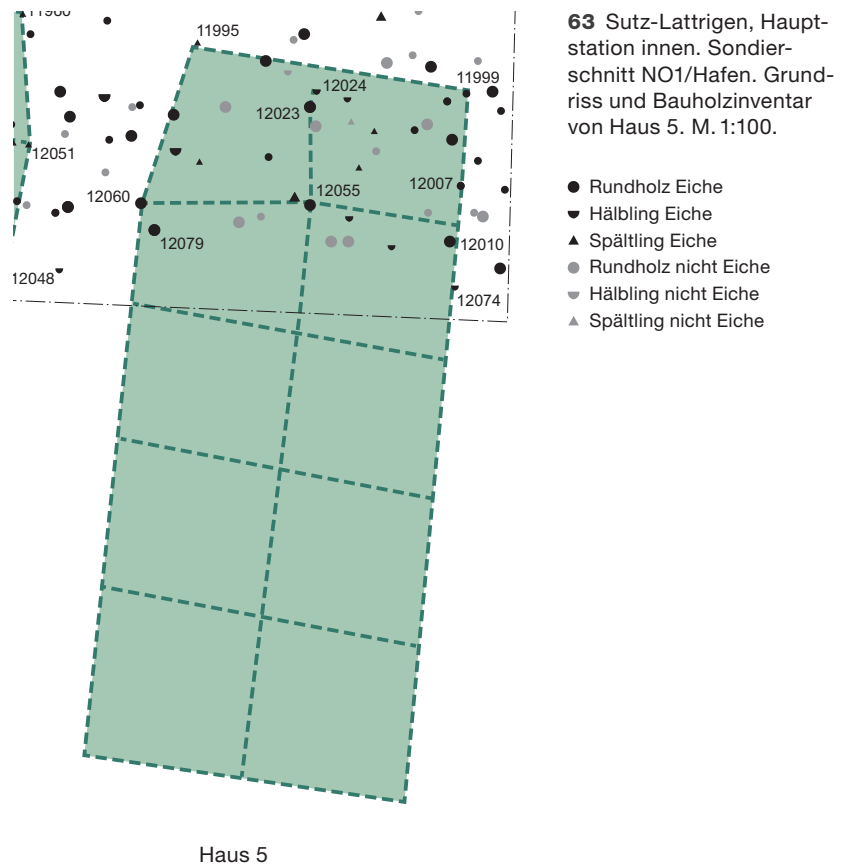 11995
12024
11999
12023
12051
12060
12055
12007
12079
12010
12048
12074
Haus 5
63 Sutz-Lattrigen, Haupt-
station innen. Sondier-
schnitt NO1/Hafen. Grund-
riss und Bauholzinventar
von Haus 5. M. 1:100.
Rundholz Eiche
Hälbling Eiche
Spältling Eiche
Rundholz nicht Eiche
Hälbling nicht Eiche
Spältling nicht Eiche